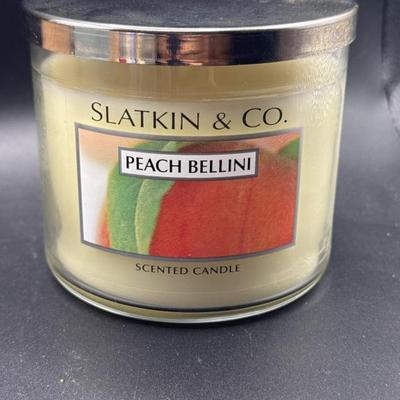 SLATKIN & CO.
PEACH BELLINI
SCENTED CANDLE